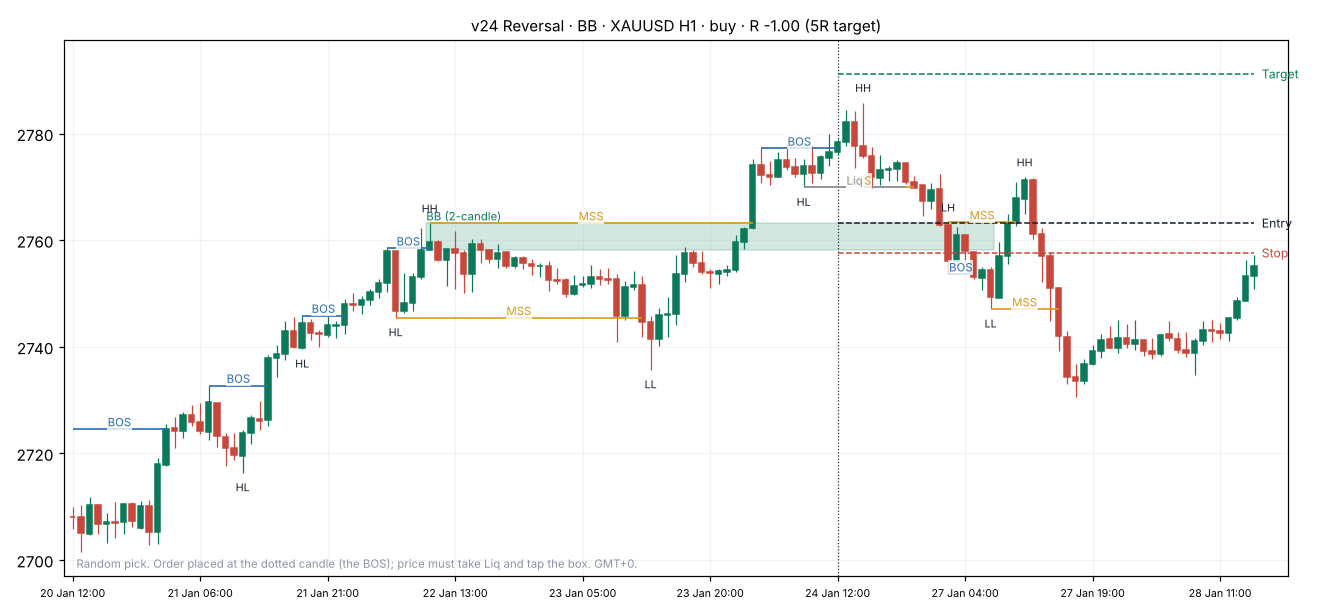 v24 Reversal · BB · XAUUSD H1 · buy · R -1.00 (5R target)
Target
HH
2780
BOS
LiqS
HH
HL
HH
BB (2-candle)
MSS
LH
MSS
Entry
BOS
2760
Stop
BOS
MSS
BOS
MSS
HL
LL
2740
HL
LL
BOS
BOS
2720
HL
2700
Random pick. Order placed at the dotted candle (the BOS); price must take Liq and tap the box. GMT+0.
20 Jan 12:00
21 Jan 06:00
21 Jan 21:00
22 Jan 13:00
23 Jan 05:00
23 Jan 20:00
24 Jan 12:00
27 Jan 04:00
27 Jan 19:00
28 Jan 11:00